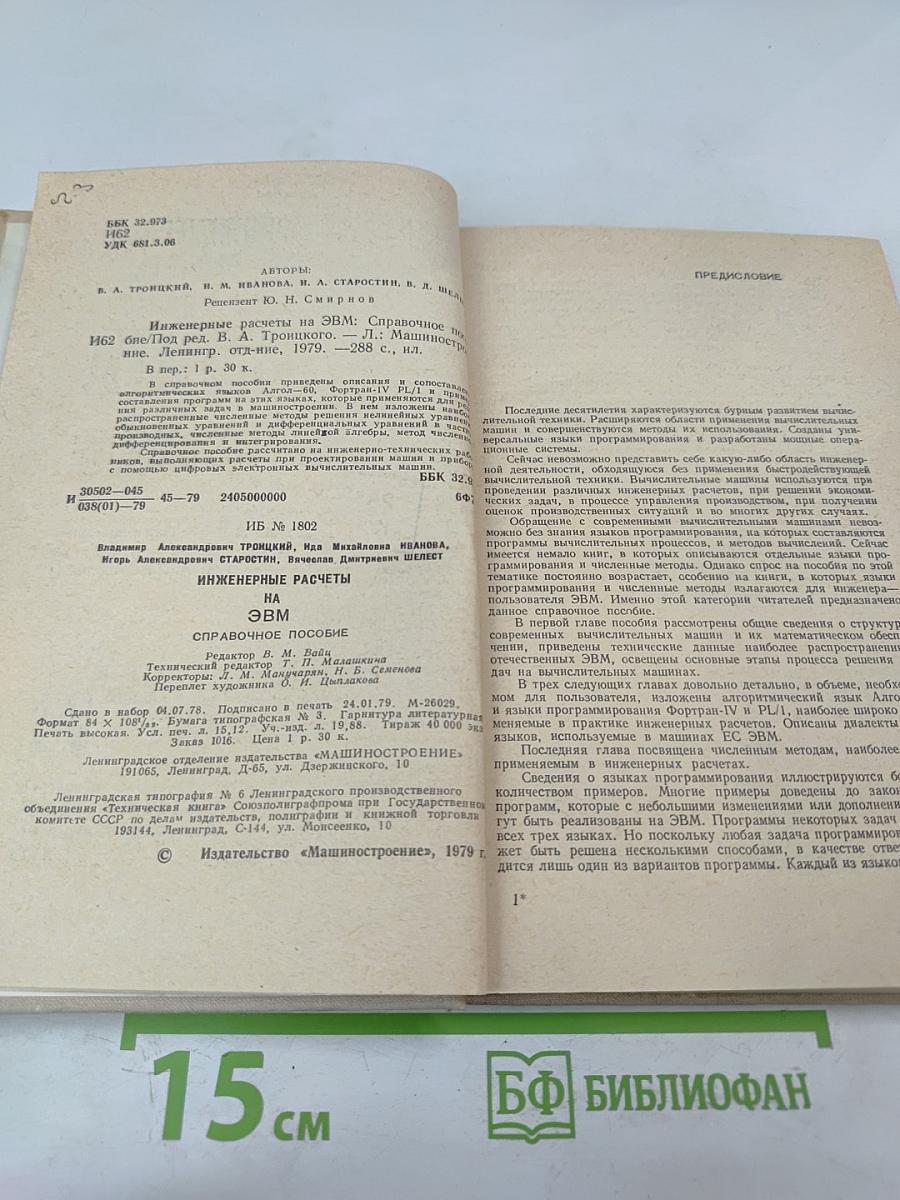 ББК 32.973
И62
УДК 681.3.06
АВТОРЫ:
В. А. ТРОИЦКИЙ, И. М. ИВАНОВА, И. А. СТАРОСТИН, В. Д. ШЕЛ
Рецензент Ю. Н. Смирнов
Инженерные расчеты на ЭВМ: Справочное пос
И62 бие/Под ред. В. А. Троицкого. — Л.: Машиностро
ние. Ленингр. отд-ние, 1979. —288 с., ил.
В пер.: 1 р. 30 к.
В справочном пособии приведены описания и сопоставлен
алгоритмических языков Алгол—60, Фортран-IV PL/1 и прим
составления программ на этих языках, которые применяются для ре
ния различных задач в машиностроении. В нем изложены наибо
распространенные численные методы решения нелинейных уравнен
обыкновенных уравнений и дифференциальных уравнений в част
производных, численные методы линейной алгебры, метод числен
дифференцирования и интегрирования.
Справочное пособие рассчитано на инженерно-технических раб
ников, выполняющих расчеты при проектировании машин и прибор
с помощью цифровых электронных вычислительных машин.
ББК 32.9
И 30502—045/038(01)—79 45—79 2405000000 6Ф
ИБ № 1802
Владимир Александрович ТРОИЦКИЙ, Ида Михайловна ИВАНОВА,
Игорь Александрович СТАРОСТИН, Вячеслав Дмитриевич ШЕЛЕСТ
ИНЖЕНЕРНЫЕ РАСЧЕТЫ
НА
ЭВМ
СПРАВОЧНОЕ ПОСОБИЕ
Редактор В. М. Вайц
Технический редактор Т. П. Малашкина
Корректоры: Л. М. Манучарян, Н. Б. Семенова
Переплет художника О. И. Цыплакова
Сдано в набор 04.07.78. Подписано в печать 24.01.79. М-26029.
Формат 84 × 108¹/₃₂. Бумага типографская № 3. Гарнитура литературная
Печать высокая. Усл. печ. л. 15,12. Уч.-изд. л. 19,88. Тираж 40 000 экз
Заказ 1016. Цена 1 р. 30 к.
Ленинградское отделение издательства «МАШИНОСТРОЕНИЕ»
191065, Ленинград, Д-65, ул. Дзержинского, 10
Ленинградская типография № 6 Ленинградского производственного
объединения «Техническая книга» Союзполиграфпрома при Государственном
комитете СССР по делам издательств, полиграфии и книжной торговли
193144, Ленинград, С-144, ул. Моисеенко, 10
© Издательство «Машиностроение», 1979 г.
ПРЕДИСЛОВИЕ
Последние десятилетия характеризуются бурным развитием вычис-
лительной техники. Расширяются области применения вычислительных
машин и совершенствуются методы их использования. Созданы уни-
версальные языки программирования и разработаны мощные опера-
ционные системы.
Сейчас невозможно представить себе какую-либо область инженер-
ной деятельности, обходящуюся без применения быстродействующей
вычислительной техники. Вычислительные машины используются при
проведении различных инженерных расчетов, при решении экономи-
ческих задач, в процессе управления производством, при получении
оценок производственных ситуаций и во многих других случаях.
Обращение с современными вычислительными машинами невоз-
можно без знания языков программирования, на которых составляются
программы вычислительных процессов, и методов вычислений. Сейчас
имеется немало книг, в которых описываются отдельные языки про-
граммирования и численные методы. Однако спрос на пособия по этой
тематике постоянно возрастает, особенно на книги, в которых языки
программирования и численные методы излагаются для инженера—
пользователя ЭВМ. Именно этой категории читателей предназначено
данное справочное пособие.
В первой главе пособия рассмотрены общие сведения о структур
современных вычислительных машин и их математическом обесп
чении, приведены технические данные наиболее распространенн
отечественных ЭВМ, освещены основные этапы процесса решения
дач на вычислительных машинах.
В трех следующих главах довольно детально, в объеме, необхо
мом для пользователя, изложены алгоритмический язык Алго
и языки программирования Фортран-IV и PL/1, наиболее широко
меняемые в практике инженерных расчетов. Описаны диалекты
языков, используемые в машинах ЕС ЭВМ.
Последняя глава посвящена численным методам, наиболее
применяемым в инженерных расчетах.
Сведения о языках программирования иллюстрируются бо
количеством примеров. Многие примеры доведены до закон
программ, которые с небольшими изменениями или дополнени
гут быть реализованы на ЭВМ. Программы некоторых задач
всех трех языках. Но поскольку любая задача программиров
жет быть решена несколькими способами, в качестве отве
дится лишь один из вариантов программы. Каждый из языко
1*
15 см
БФ БИБЛИОФАН